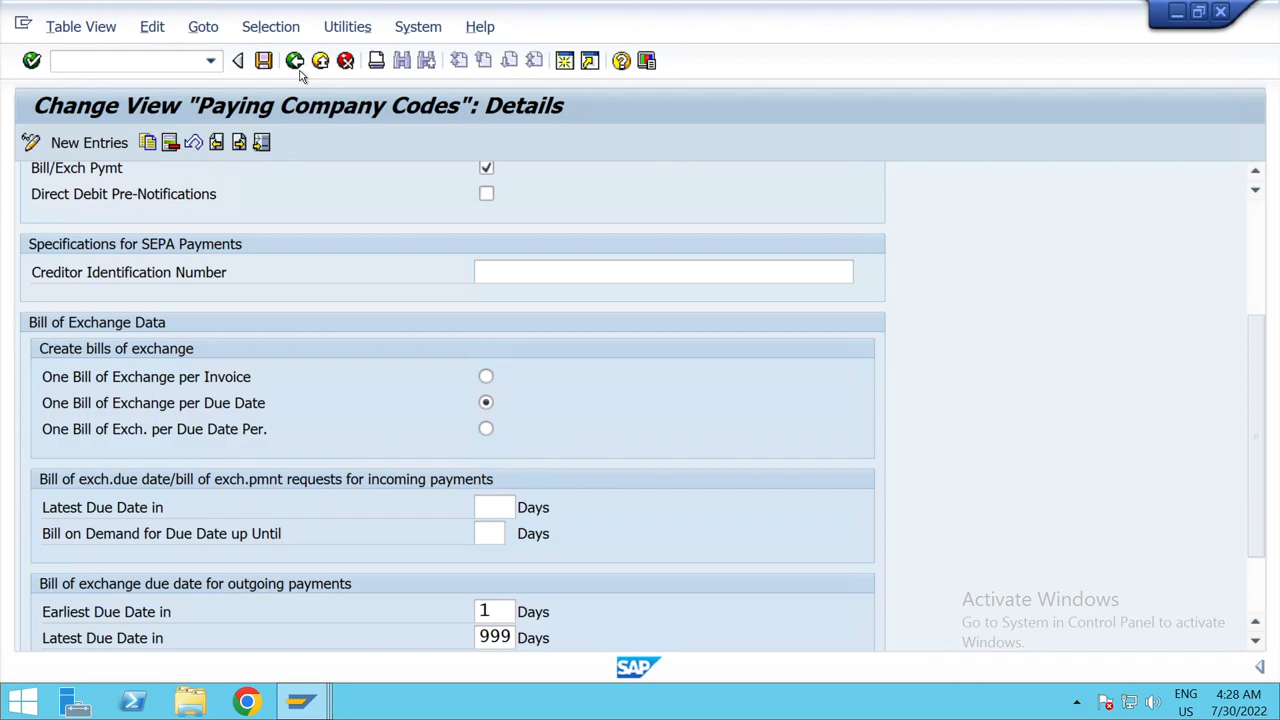 Table View Edit Goto Selection Utilities System Help
Change View "Paying Company Codes": Details
New Entries
Bill/Exch Pymt
Direct Debit Pre-Notifications
Specifications for SEPA Payments
Creditor Identification Number
Bill of Exchange Data
Create bills of exchange
One Bill of Exchange per Invoice
One Bill of Exchange per Due Date
One Bill of Exch. per Due Date Per.
Bill of exch.due date/bill of exch.pmnt requests for incoming payments
Latest Due Date in Days
Bill on Demand for Due Date up Until Days
Bill of exchange due date for outgoing payments
Earliest Due Date in 1 Days
Latest Due Date in 999 Days
Activate Windows
Go to System in Control Panel to activate
Windows.
SAP
ENG 4:28 AM
US 7/30/2022